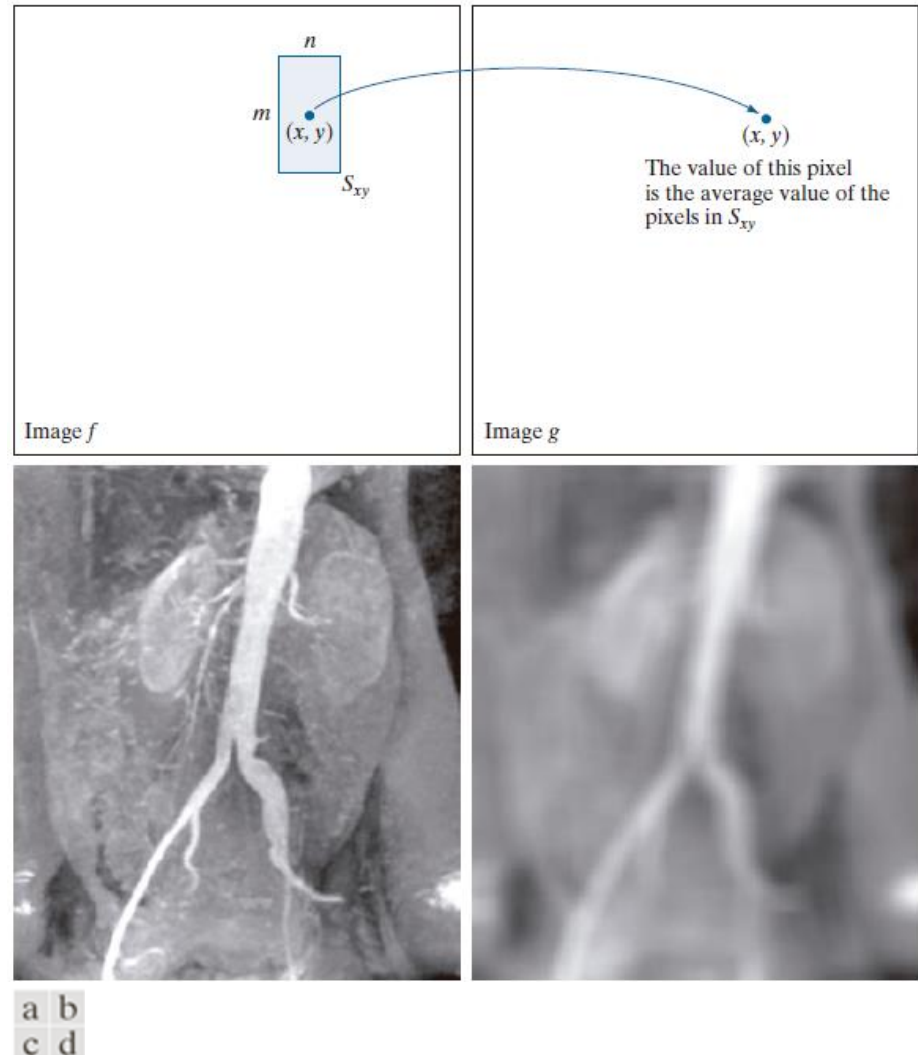 n
m
(x, y)
S_xy
Image f
(x, y)
The value of this pixel
is the average value of the
pixels in S_xy
Image g
a b
c d